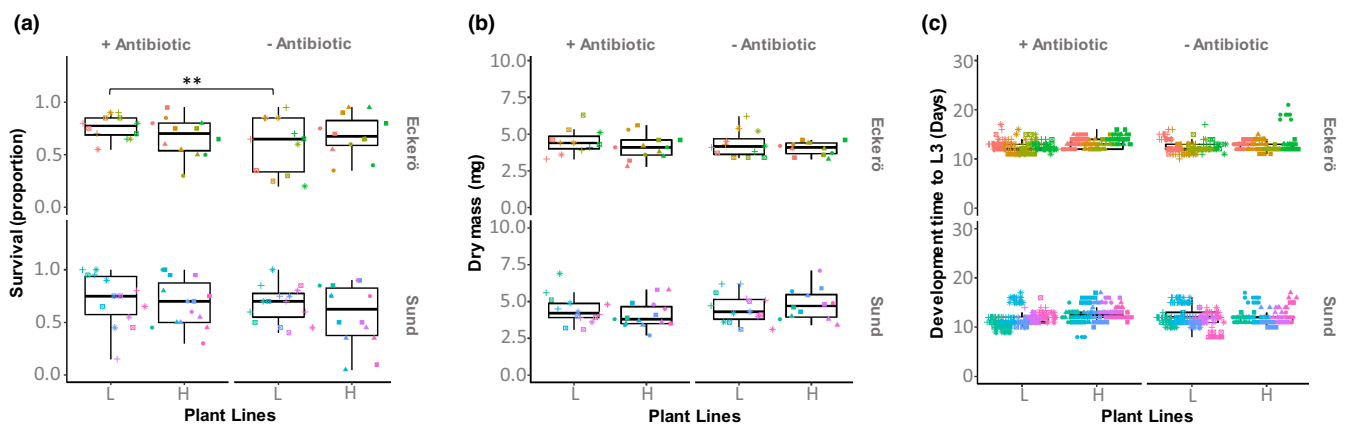 (a)
+ Antibiotic
- Antibiotic
**
1.0
0.5
0.0
Eckerö
1.0
0.5
0.0
Sund
Survival (proportion)
L
H
L
H
Plant Lines
(b)
+ Antibiotic
- Antibiotic
10.0
7.5
5.0
2.5
0.0
Eckerö
10.0
7.5
5.0
2.5
0.0
Sund
Dry mass (mg)
L
H
L
H
Plant Lines
(c)
+ Antibiotic
- Antibiotic
30
20
10
0
Eckerö
30
20
10
0
Sund
Development time to L3 (Days)
L
H
L
H
Plant Lines